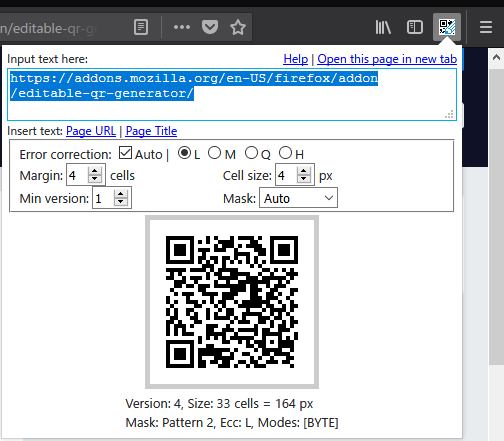 n/editable-qr-g
Input text here: Help | Open this page in new tab
https://addons.mozilla.org/en-US/firefox/addon
/editable-qr-generator/
Insert text: Page URL | Page Title
Error correction: Auto | L M Q H
Margin: 4 cells Cell size: 4 px
Min version: 1 Mask: Auto
Version: 4, Size: 33 cells = 164 px
Mask: Pattern 2, Ecc: L, Modes: [BYTE]